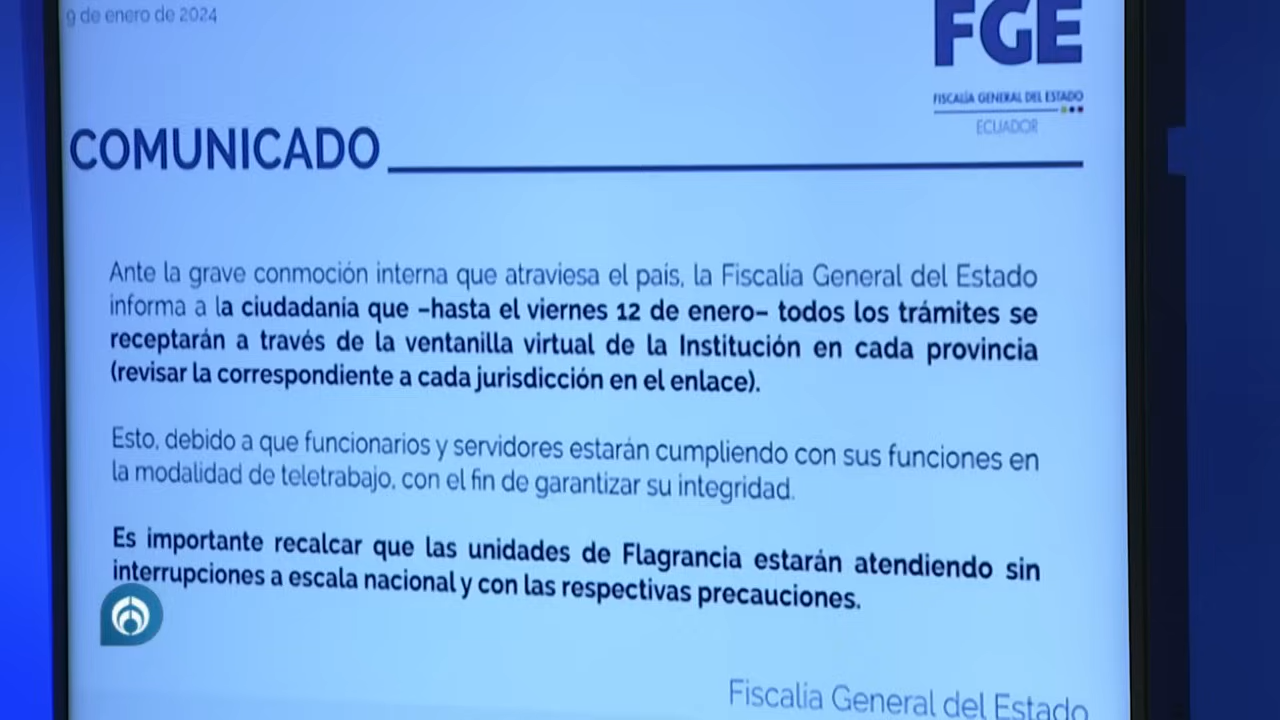 9 de enero de 2024
FGE
FISCALÍA GENERAL DEL ESTADO
ECUADOR
COMUNICADO
Ante la grave conmoción interna que atraviesa el país, la Fiscalía General del Estado
informa a la ciudadanía que –hasta el viernes 12 de enero– todos los trámites se
receptarán a través de la ventanilla virtual de la Institución en cada provincia
(revisar la correspondiente a cada jurisdicción en el enlace).
Esto, debido a que funcionarios y servidores estarán cumpliendo con sus funciones en
la modalidad de teletrabajo, con el fin de garantizar su integridad.
Es importante recalcar que las unidades de Flagrancia estarán atendiendo sin
interrupciones a escala nacional y con las respectivas precauciones.
Fiscalía General del Estado